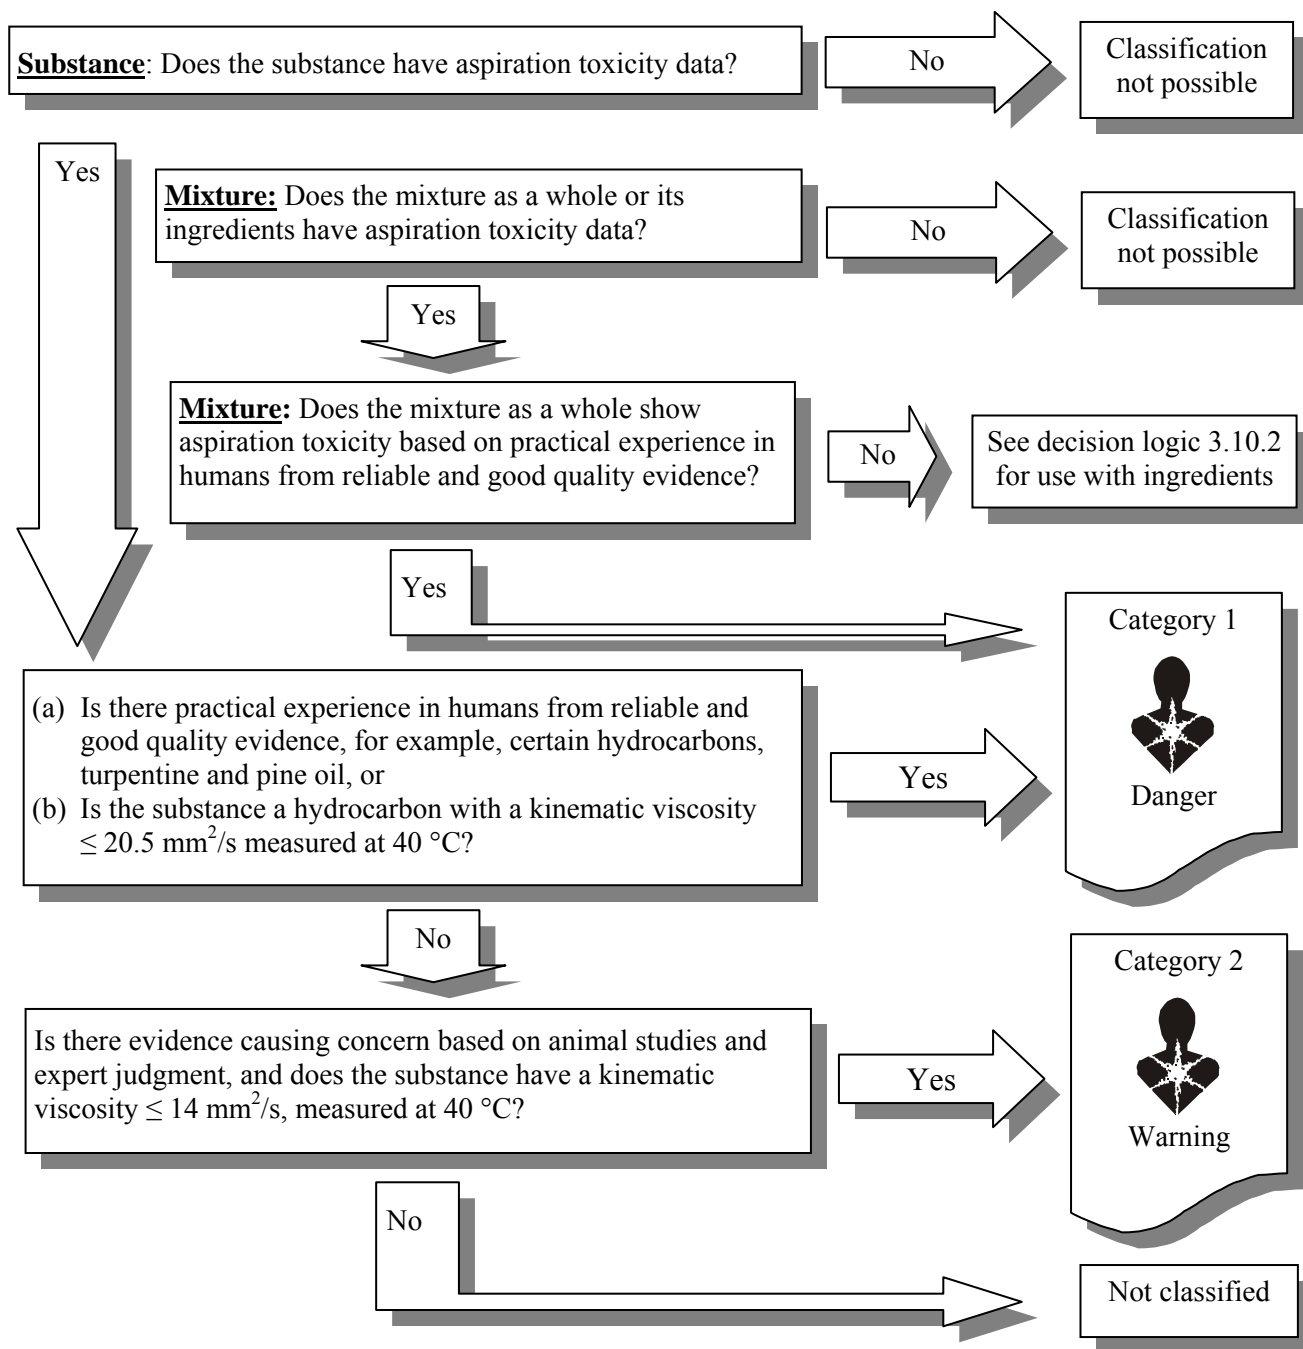 Substance: Does the substance have aspiration toxicity data?
No
Classification
not possible
Yes
Mixture: Does the mixture as a whole or its
ingredients have aspiration toxicity data?
No
Classification
not possible
Yes
Mixture: Does the mixture as a whole show
aspiration toxicity based on practical experience in
humans from reliable and good quality evidence?
No
See decision logic 3.10.2
for use with ingredients
Yes
Category 1
Danger
(a) Is there practical experience in humans from reliable and
good quality evidence, for example, certain hydrocarbons,
turpentine and pine oil, or
(b) Is the substance a hydrocarbon with a kinematic viscosity
≤ 20.5 mm²/s measured at 40 °C?
Yes
No
Category 2
Warning
Is there evidence causing concern based on animal studies and
expert judgment, and does the substance have a kinematic
viscosity ≤ 14 mm²/s, measured at 40 °C?
Yes
No
Not classified